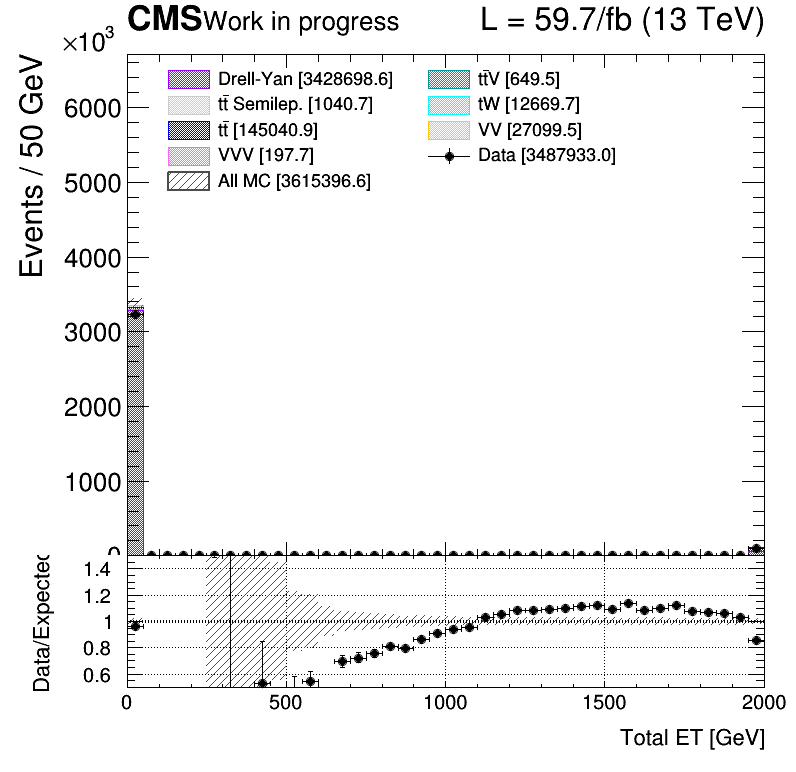 CMS Work in progress L = 59.7/fb (13 TeV)
×10³
Events / 50 GeV
Drell-Yan [3428698.6]
tt̄ Semilep. [1040.7]
tt̄ [145040.9]
VVV [197.7]
All MC [3615396.6]
tt̄V [649.5]
tW [12669.7]
VV [27099.5]
Data [3487933.0]
6000
5000
4000
3000
2000
1000
0
Data/Expected
1.4
1.2
1
0.8
0.6
0 500 1000 1500 2000
Total ET [GeV]